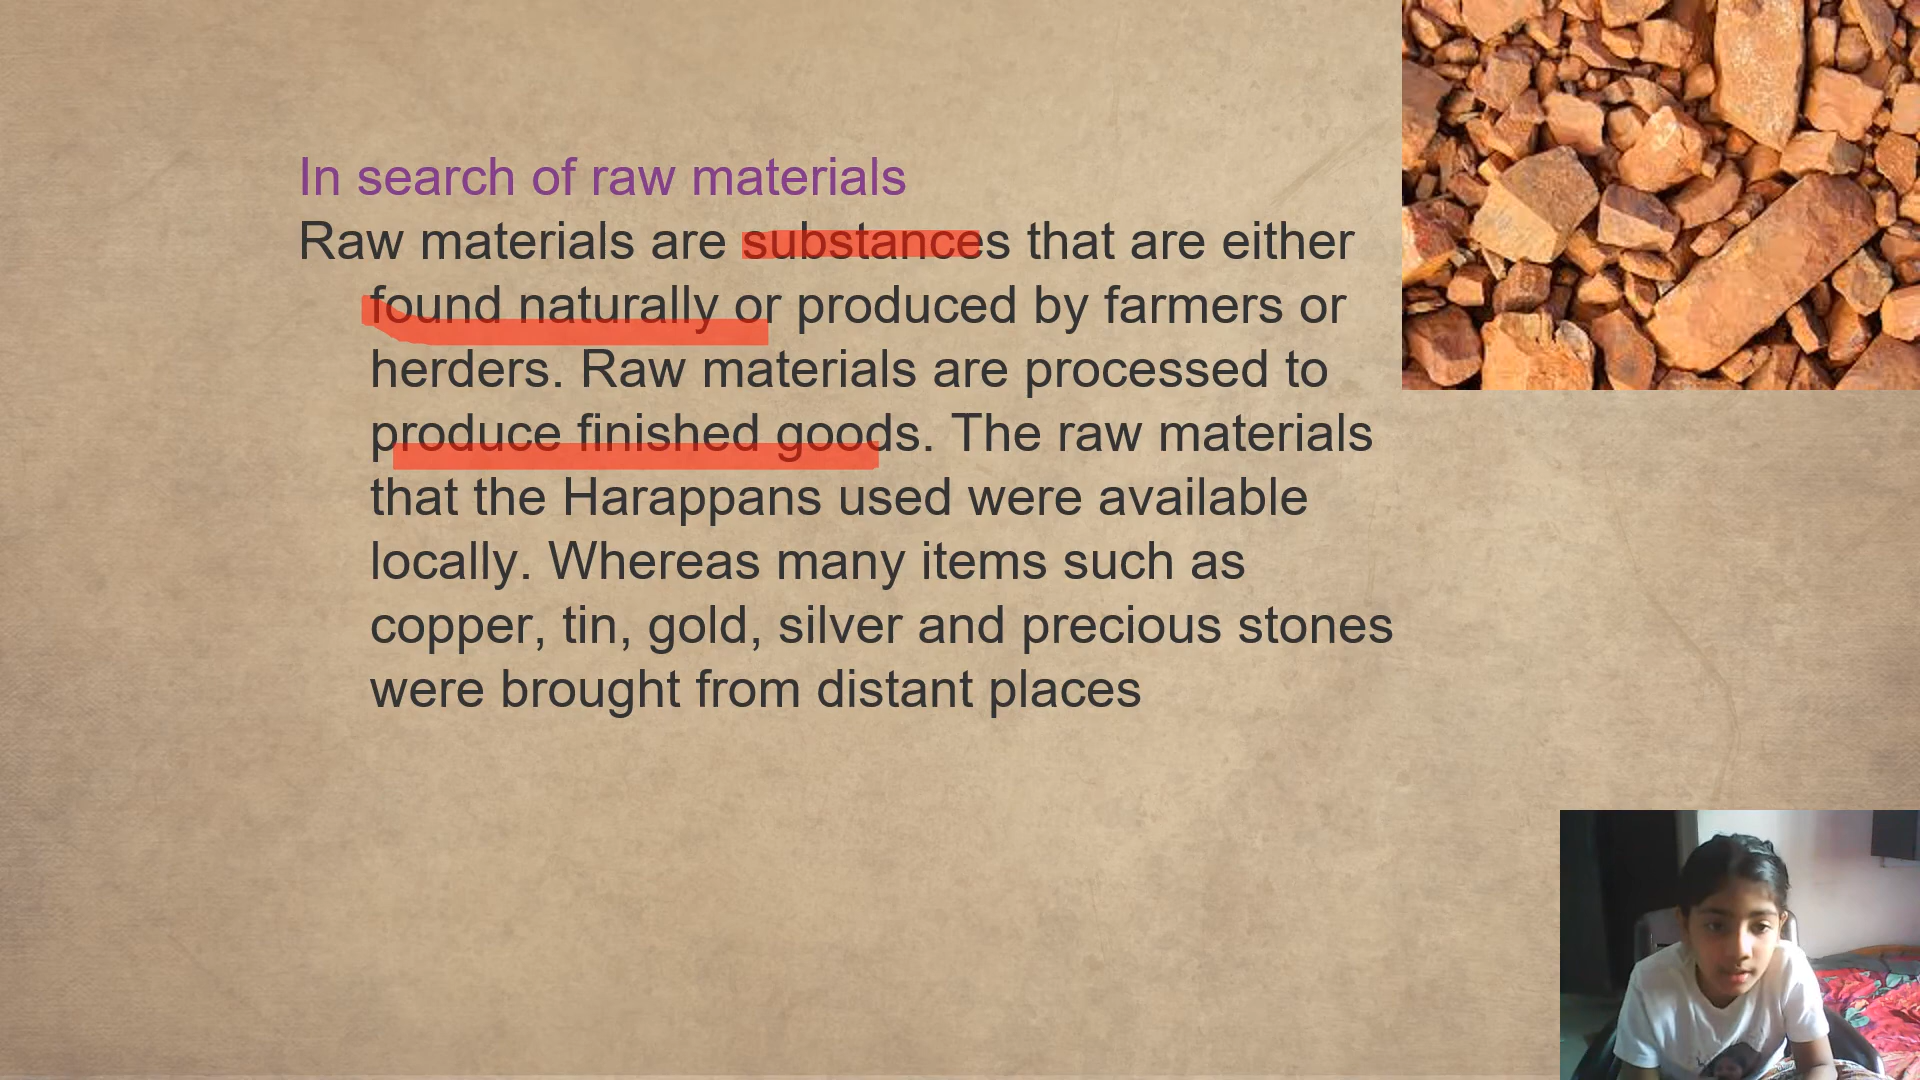 In search of raw materials
Raw materials are substances that are either
found naturally or produced by farmers or
herders. Raw materials are processed to
produce finished goods. The raw materials
that the Harappans used were available
locally. Whereas many items such as
copper, tin, gold, silver and precious stones
were brought from distant places